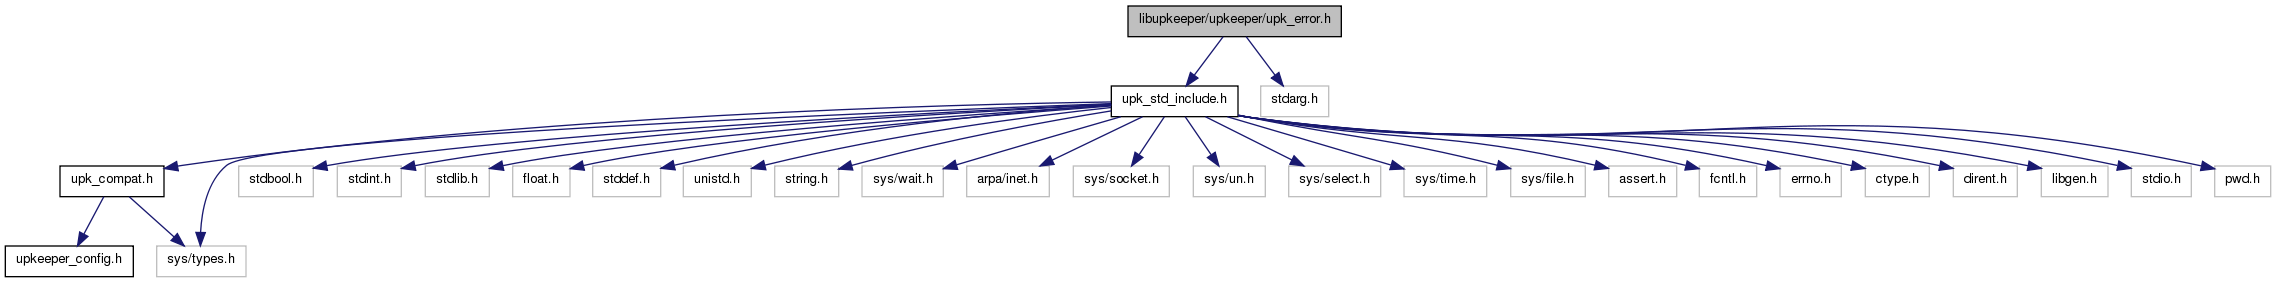 libupkeeper/upkeeper/upk_error.h
upk_std_include.h
stdarg.h
upk_compat.h
stdbool.h
stdint.h
stdlib.h
float.h
stddef.h
unistd.h
string.h
sys/wait.h
arpa/inet.h
sys/socket.h
sys/un.h
sys/select.h
sys/time.h
sys/file.h
assert.h
fcntl.h
errno.h
ctype.h
dirent.h
libgen.h
stdio.h
pwd.h
upkeeper_config.h
sys/types.h